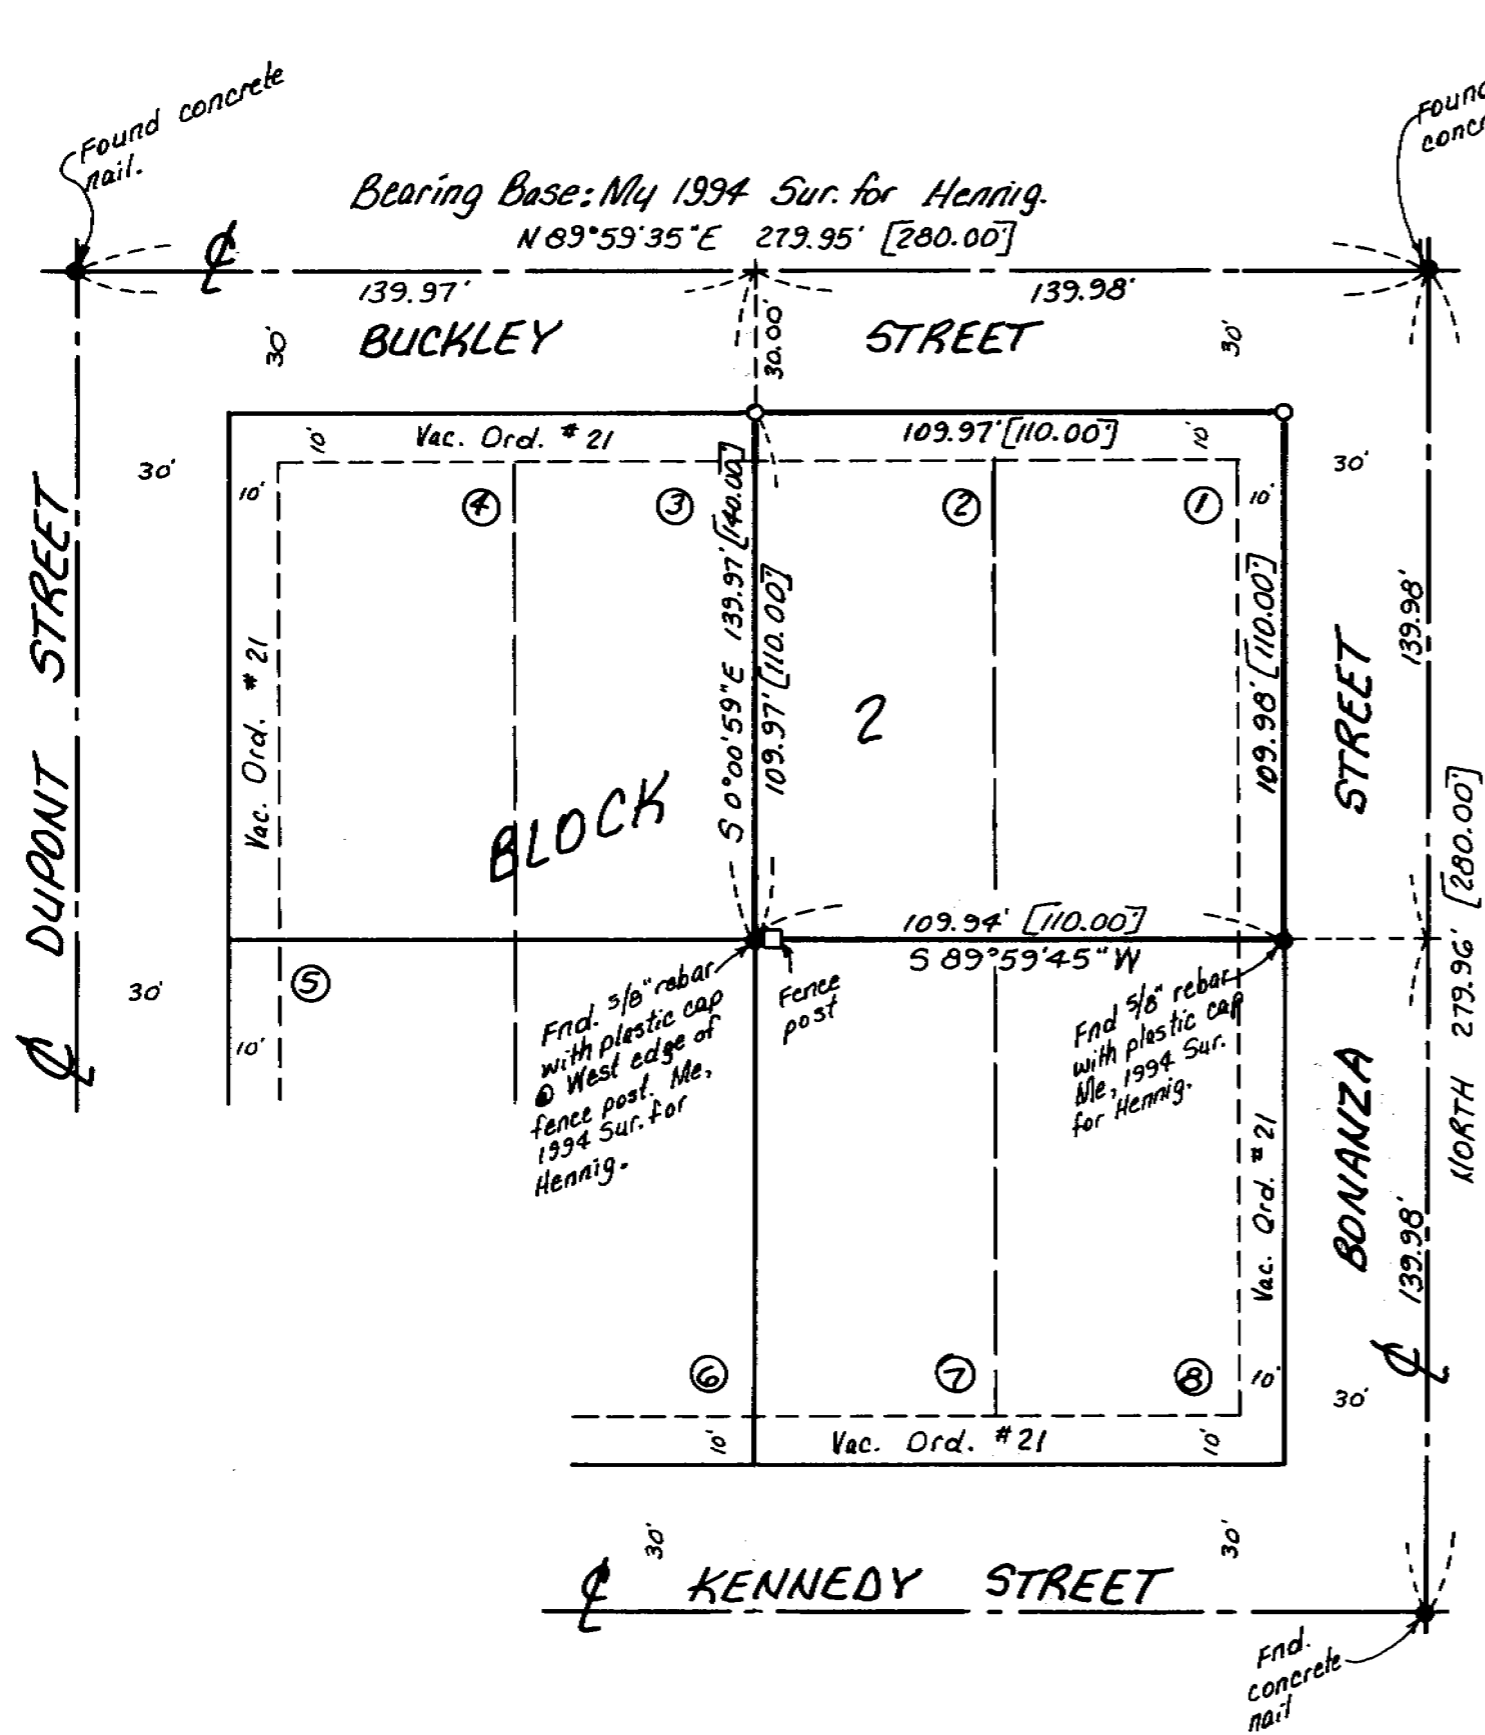 Found concrete
nail.
Found
Bearing Base: My 1994 Sur. for Hennig.
N 89°59'35"E 279.95' [280.00']
℄
139.97'
139.98'
30'
BUCKLEY STREET
30.00
30'
10'
Vac. Ord. #21
109.97' [110.00']
10'
30'
30'
10'
④
③
②
①
10'
DUPONT STREET
℄
Vac. Ord. #21
S 0°00'59"E 139.97' [140.00']
109.97' [110.00']
109.98' [110.00']
139.98'
BLOCK
2
BONANZA STREET
NORTH 279.96' [280.00']
109.94' [110.00']
S 89°59'45"W
30'
⑤
10'
Fnd. 5/8" rebar
with plastic cap
@ West edge of
fence post. Me,
1994 Sur. for
Hennig.
Fence
post
Fnd 5/8" rebar
with plastic cap
Me, 1994 Sur.
for Hennig.
Vac. Ord. #21
139.98'
℄
⑥
⑦
⑧
10'
30'
10'
Vac. Ord. #21
10'
30'
30'
℄ KENNEDY STREET
Fnd.
concrete
nail